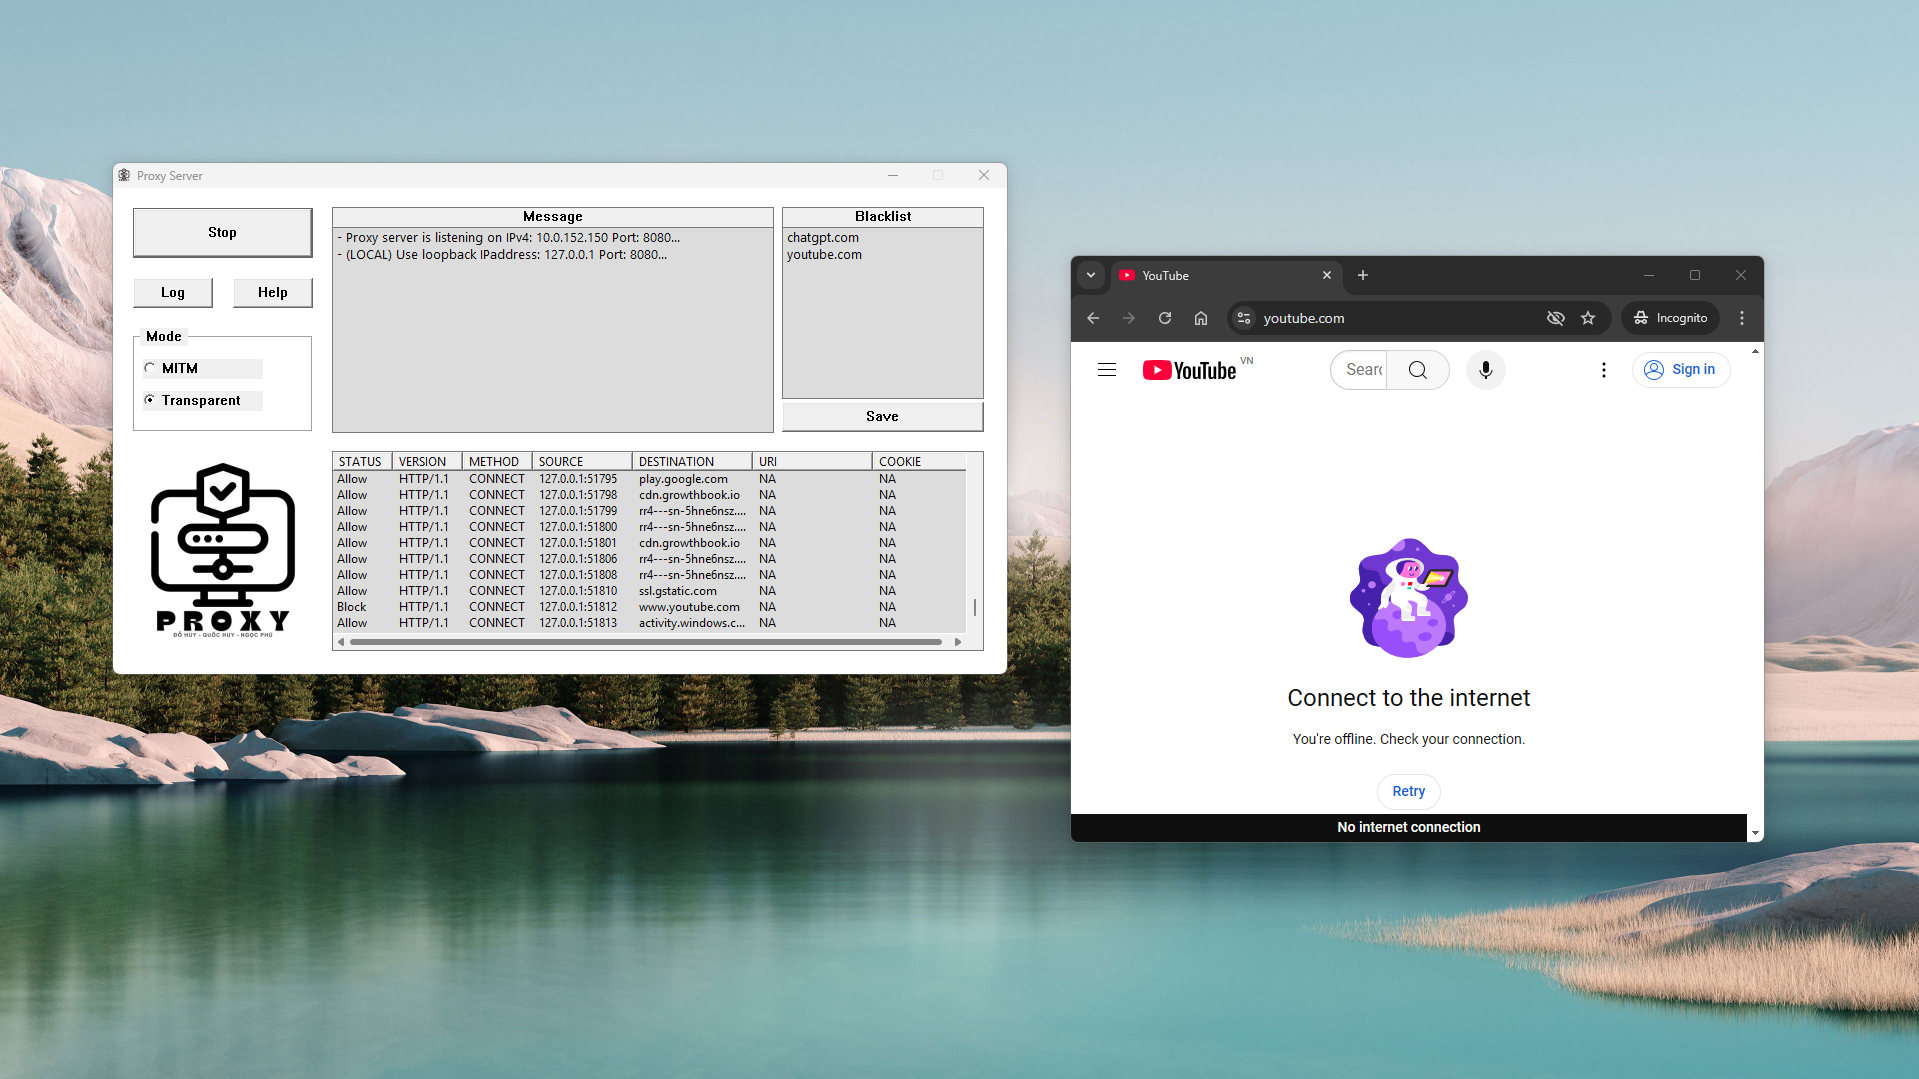 Proxy Server
Stop
Log
Help
Mode
MITM
Transparent
PROXY
ĐỖ HUY - QUỐC HUY - NGỌC PHÚ
Message
- Proxy server is listening on IPv4: 10.0.152.150 Port: 8080...
- (LOCAL) Use loopback IPaddress: 127.0.0.1 Port: 8080...
Blacklist
chatgpt.com
youtube.com
Save
STATUS VERSION METHOD SOURCE DESTINATION URI COOKIE
Allow HTTP/1.1 CONNECT 127.0.0.1:51795 play.google.com NA NA
Allow HTTP/1.1 CONNECT 127.0.0.1:51798 cdn.growthbook.io NA NA
Allow HTTP/1.1 CONNECT 127.0.0.1:51799 rr4---sn-5hne6nsz.... NA NA
Allow HTTP/1.1 CONNECT 127.0.0.1:51800 rr4---sn-5hne6nsz.... NA NA
Allow HTTP/1.1 CONNECT 127.0.0.1:51801 cdn.growthbook.io NA NA
Allow HTTP/1.1 CONNECT 127.0.0.1:51806 rr4---sn-5hne6nsz.... NA NA
Allow HTTP/1.1 CONNECT 127.0.0.1:51808 rr4---sn-5hne6nsz.... NA NA
Allow HTTP/1.1 CONNECT 127.0.0.1:51810 ssl.gstatic.com NA NA
Block HTTP/1.1 CONNECT 127.0.0.1:51812 www.youtube.com NA NA
Allow HTTP/1.1 CONNECT 127.0.0.1:51813 activity.windows.c... NA NA
YouTube
youtube.com
Incognito
YouTube VN
Searc
Sign in
Connect to the internet
You're offline. Check your connection.
Retry
No internet connection